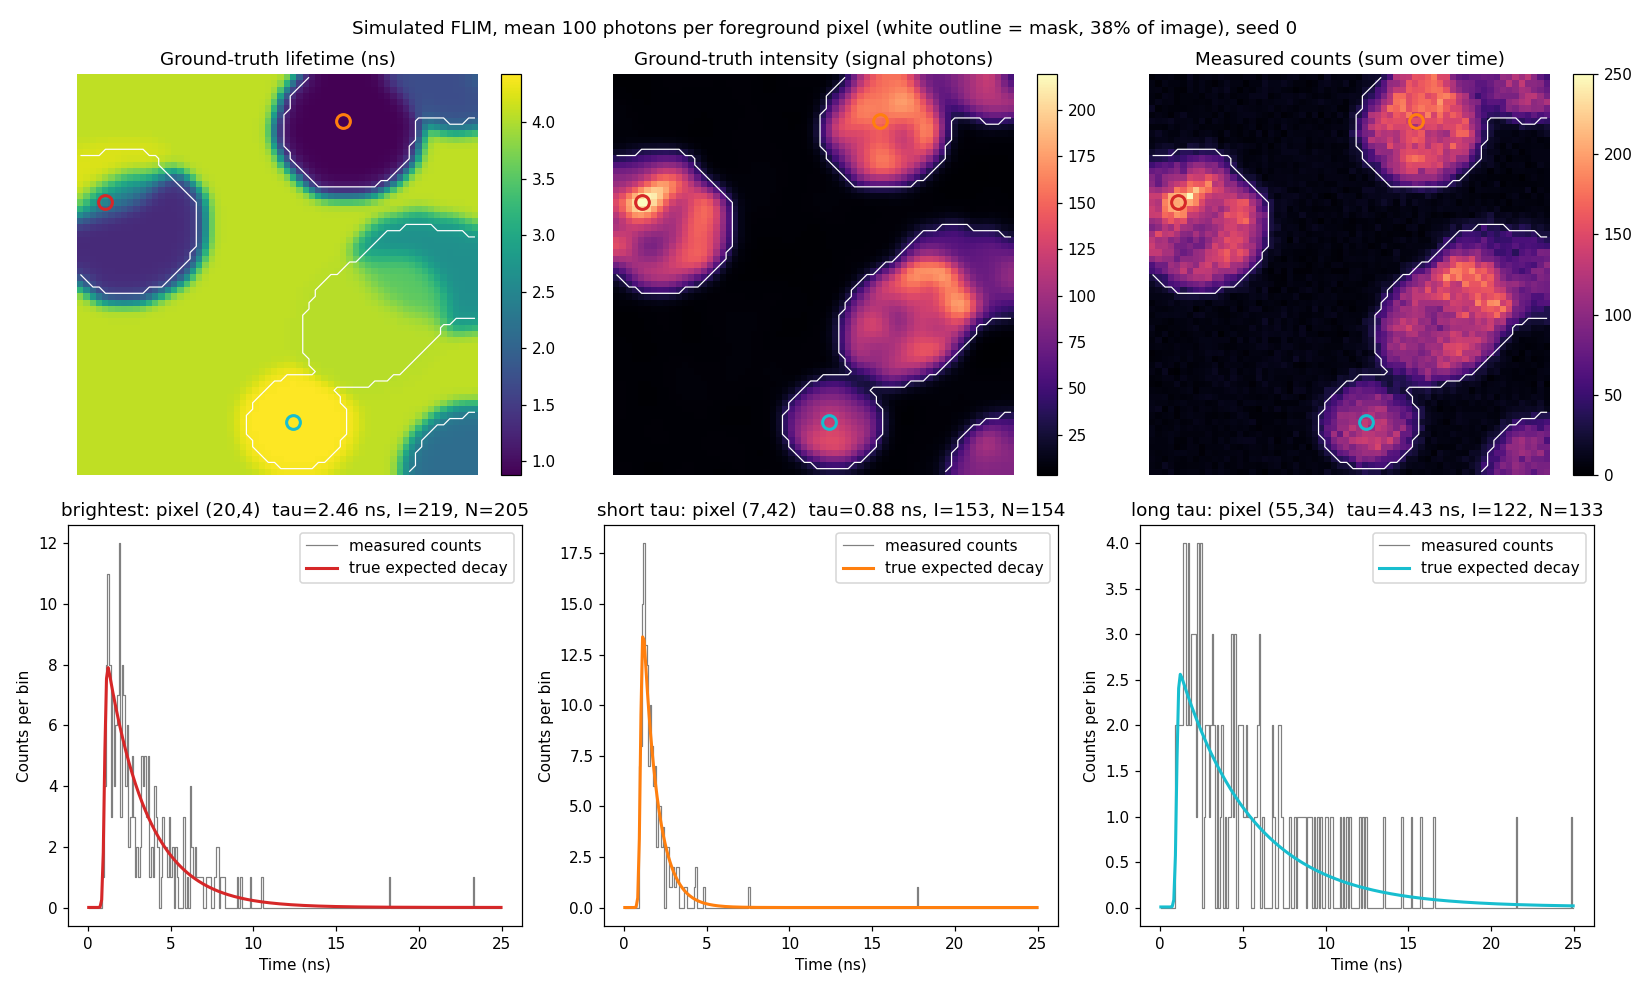 Simulated FLIM, mean 100 photons per foreground pixel (white outline = mask, 38% of image), seed 0
Ground-truth lifetime (ns)
4.0
3.5
3.0
2.5
2.0
1.5
1.0
Ground-truth intensity (signal photons)
200
175
150
125
100
75
50
25
Measured counts (sum over time)
250
200
150
100
50
0
brightest: pixel (20,4)  tau=2.46 ns, I=219, N=205
measured counts
true expected decay
Counts per bin
12
10
8
6
4
2
0
0 5 10 15 20 25
Time (ns)
short tau: pixel (7,42)  tau=0.88 ns, I=153, N=154
measured counts
true expected decay
Counts per bin
17.5
15.0
12.5
10.0
7.5
5.0
2.5
0.0
0 5 10 15 20 25
Time (ns)
long tau: pixel (55,34)  tau=4.43 ns, I=122, N=133
measured counts
true expected decay
Counts per bin
4.0
3.5
3.0
2.5
2.0
1.5
1.0
0.5
0.0
0 5 10 15 20 25
Time (ns)